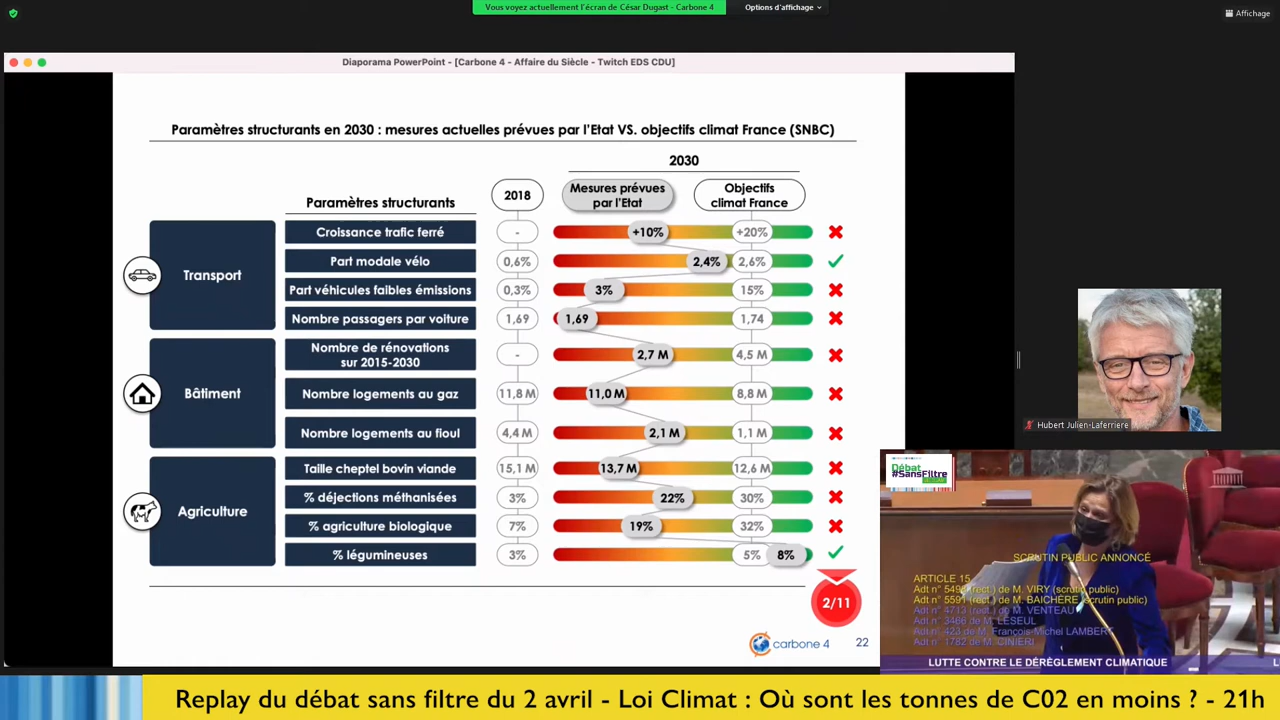 Vous voyez actuellement l'écran de César Dugast - Carbone 4
Options d'affichage
Affichage
Diaporama PowerPoint - [Carbone 4 - Affaire du Siècle - Twitch EDS CDU]
Paramètres structurants en 2030 : mesures actuelles prévues par l'Etat VS. objectifs climat France (SNBC)
2030
Paramètres structurants
2018
Mesures prévues
par l'Etat
Objectifs
climat France
Transport
Croissance trafic ferré - +10% +20%
Part modale vélo 0,6% 2,4% 2,6%
Part véhicules faibles émissions 0,3% 3% 15%
Nombre passagers par voiture 1,69 1,69 1,74
Bâtiment
Nombre de rénovations
sur 2015-2030 - 2,7 M 4,5 M
Nombre logements au gaz 11,8 M 11,0 M 8,8 M
Nombre logements au fioul 4,4 M 2,1 M 1,1 M
Agriculture
Taille cheptel bovin viande 15,1 M 13,7 M 12,6 M
% déjections méthanisées 3% 22% 30%
% agriculture biologique 7% 19% 32%
% légumineuses 3% 5% 8%
2/11
carbone 4
22
Hubert Julien-Laferriere
Débat
#SansFiltre
SCRUTIN PUBLIC ANNONCÉ
ARTICLE 15
(rect.) de M. VIRY (scrutin public)
(rect.) de M. BAICHÈRE (scrutin public)
Adt n° 4713 (rect.) de M. VENTEAU
Adt n° 3466 de M. LESEUL
Adt n° 423 de M. François-Michel LAMBERT
Adt n° 1782 de M. CINIERI
LUTTE CONTRE LE DÉRÈGLEMENT CLIMATIQUE
Replay du débat sans filtre du 2 avril - Loi Climat : Où sont les tonnes de C02 en moins ? - 21h